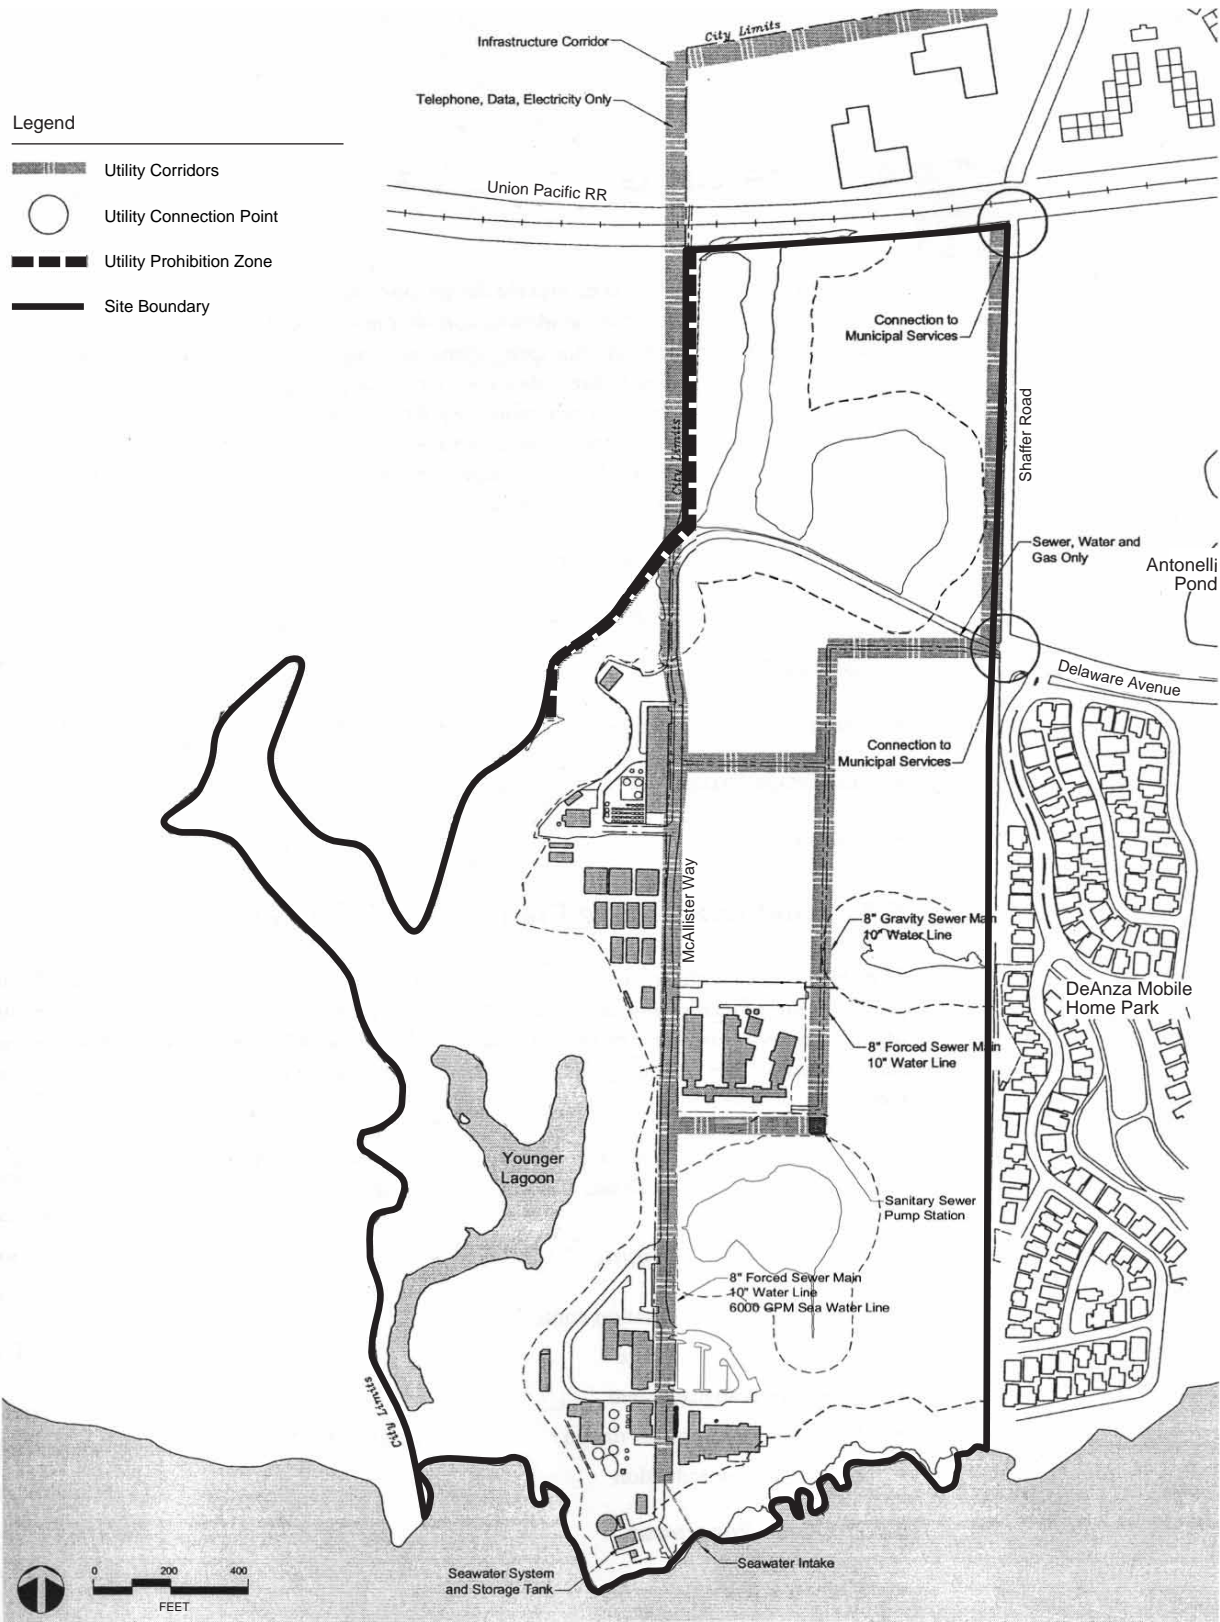 City Limits
Infrastructure Corridor
Telephone, Data, Electricity Only
Legend
Utility Corridors
Utility Connection Point
Utility Prohibition Zone
Site Boundary
Union Pacific RR
Connection to
Municipal Services
City Limits
Shaffer Road
Sewer, Water and
Gas Only
Antonelli
Pond
Delaware Avenue
Connection to
Municipal Services
McAllister Way
8" Gravity Sewer Main
10" Water Line
DeAnza Mobile
Home Park
8" Forced Sewer Main
10" Water Line
Younger
Lagoon
Sanitary Sewer
Pump Station
8" Forced Sewer Main
10" Water Line
6000 GPM Sea Water Line
City Limits
Seawater Intake
Seawater System
and Storage Tank
0 200 400
FEET